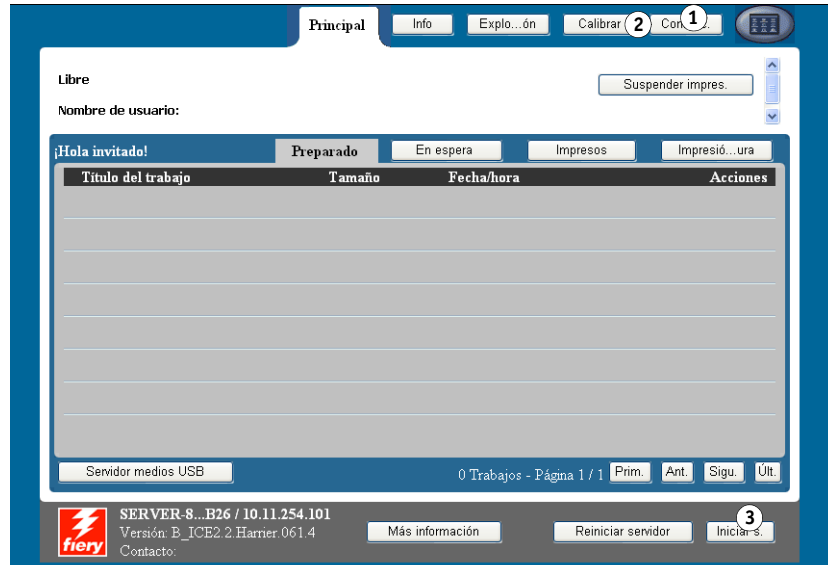 Principal Info Explo...ón Calibrar 2 1
Libre Suspender impres.
Nombre de usuario:
¡Hola invitado! Preparado En espera Impresos Impresió...ura
Título del trabajo Tamaño Fecha/hora Acciones
Servidor medios USB 0 Trabajos - Página 1 / 1 Prim. Ant. Sigu. Últ.
SERVER-8...B26 / 10.11.254.101
Versión: B_ICE2.2.Harrier.061.4 Más información Reiniciar servidor Iniciar s. 3
Contacto:
fiery